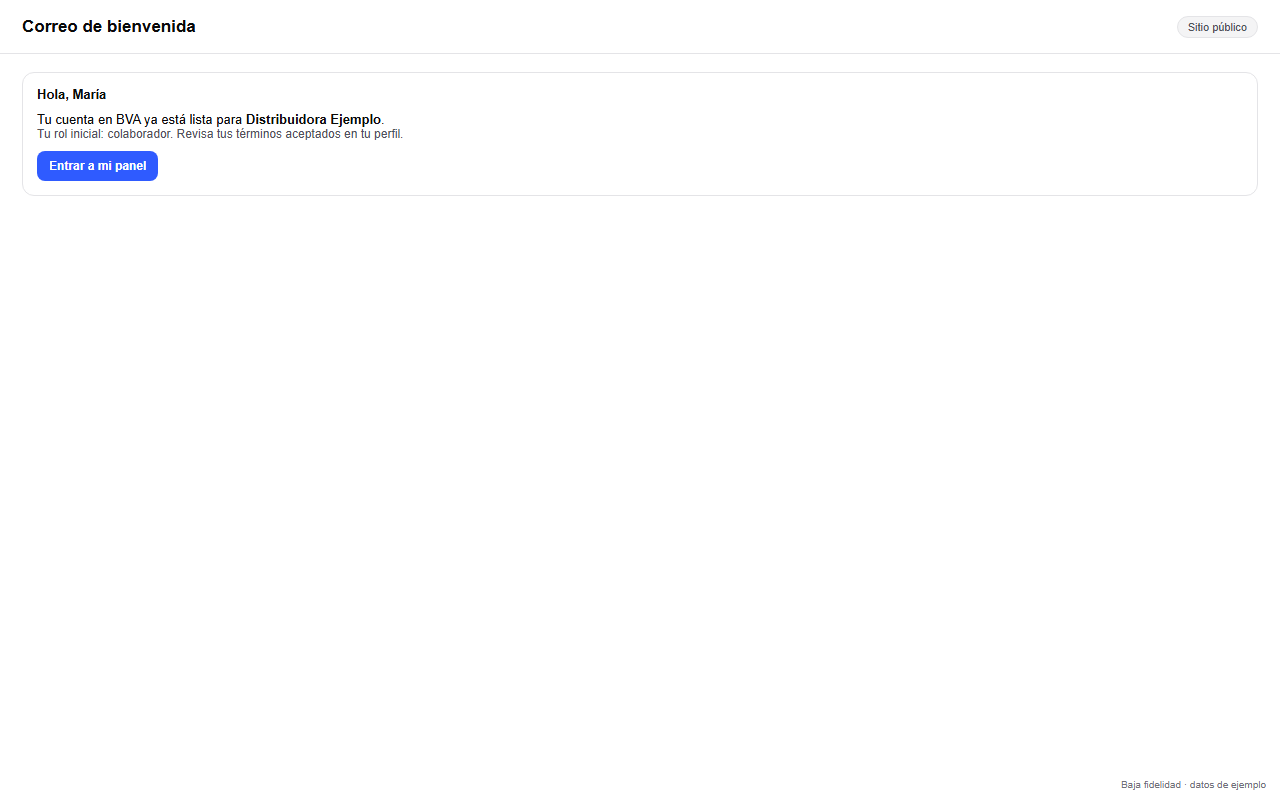 Correo de bienvenida
Sitio público
Hola, María
Tu cuenta en BVA ya está lista para Distribuidora Ejemplo.
Tu rol inicial: colaborador. Revisa tus términos aceptados en tu perfil.
Entrar a mi panel
Baja fidelidad · datos de ejemplo